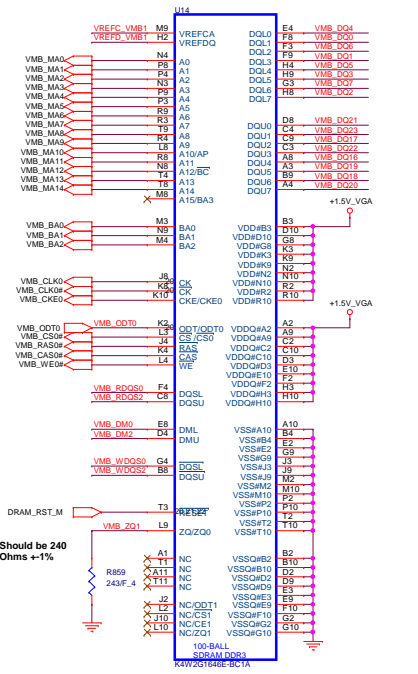 U14
VREFC_VMB1 M9 VREFCA DQL0 E4 VMB_DQ4
VREFD_VMB1 H2 VREFDQ DQL1 F8 VMB_DQ0
DQL2 F3 VMB_DQ6
VMB_MA0 N4 A0 DQL3 F9 VMB_DQ1
VMB_MA1 P8 A1 DQL4 H4 VMB_DQ5
VMB_MA2 P4 A2 DQL5 H9 VMB_DQ3
VMB_MA3 N3 A3 DQL6 G3 VMB_DQ7
VMB_MA4 P9 A4 DQL7 H8 VMB_DQ2
VMB_MA5 P3 A5
VMB_MA6 R9 A6
VMB_MA7 R3 A7 DQU0 D8 VMB_DQ21
VMB_MA8 T9 A8 DQU1 C4 VMB_DQ22
VMB_MA9 R4 A9 DQU2 C9 VMB_DQ17
VMB_MA10 L8 A10/AP DQU3 C3 VMB_DQ23
VMB_MA11 R8 A11 DQU4 A8 VMB_DQ16
VMB_MA12 N8 A12/BC DQU5 A3 VMB_DQ19
VMB_MA13 T4 A13 DQU6 B9 VMB_DQ18
VMB_MA14 T8 A14 DQU7 A4 VMB_DQ20
M8 A15/BA3
+1.5V_VGA
VMB_BA0 M3 BA0 VDD#B3 B3
VMB_BA1 N9 BA1 VDD#D10 D10
VMB_BA2 M4 BA2 VDD#G8 G8
VDD#K3 K3
VDD#K9 K9
VDD#N2 N2
VMB_CLK0 J8 CK VDD#N10 N10
VMB_CLK0# K8 CK VDD#R2 R2
VMB_CKE0 K10 CKE/CKE0 VDD#R10 R10
+1.5V_VGA
VMB_ODT0 VMB_ODT0 K2 ODT/ODT0 VDDQ#A2 A2
VMB_CS0# L3 CS /CS0 VDDQ#A9 A9
VMB_RAS0# J4 RAS VDDQ#C2 C2
VMB_CAS0# K4 CAS VDDQ#C10 C10
VMB_WE0# L4 WE VDDQ#D3 D3
VDDQ#E10 E10
VDDQ#F2 F2
VMB_RDQS0 F4 DQSL VDDQ#H3 H3
VMB_RDQS2 C8 DQSU VDDQ#H10 H10
VMB_DM0 E8 DML VSS#A10 A10
VMB_DM2 D4 DMU VSS#B4 B4
VSS#E2 E2
VSS#G9 G9
VMB_WDQS0 G4 DQSL VSS#J3 J3
VMB_WDQS2 B8 DQSU VSS#J9 J9
VSS#M2 M2
VSS#M10 M10
VSS#P2 P2
DRAM_RST_M T3 RESET VSS#P10 P10
VSS#T2 T2
VMB_ZQ1 L9 ZQ/ZQ0 VSS#T10 T10
Should be 240
Ohms +-1%
R859
243/F_4
A1 NC VSSQ#B2 B2
T1 NC VSSQ#B10 B10
A11 NC VSSQ#D2 D2
T11 NC VSSQ#D9 D9
VSSQ#E3 E3
J2 NC/ODT1 VSSQ#E9 E9
L2 NC/CS1 VSSQ#F10 F10
J10 NC/CE1 VSSQ#G2 G2
L10 NC/ZQ1 VSSQ#G10 G10
100-BALL
SDRAM DDR3
K4W2G1646E-BC1A